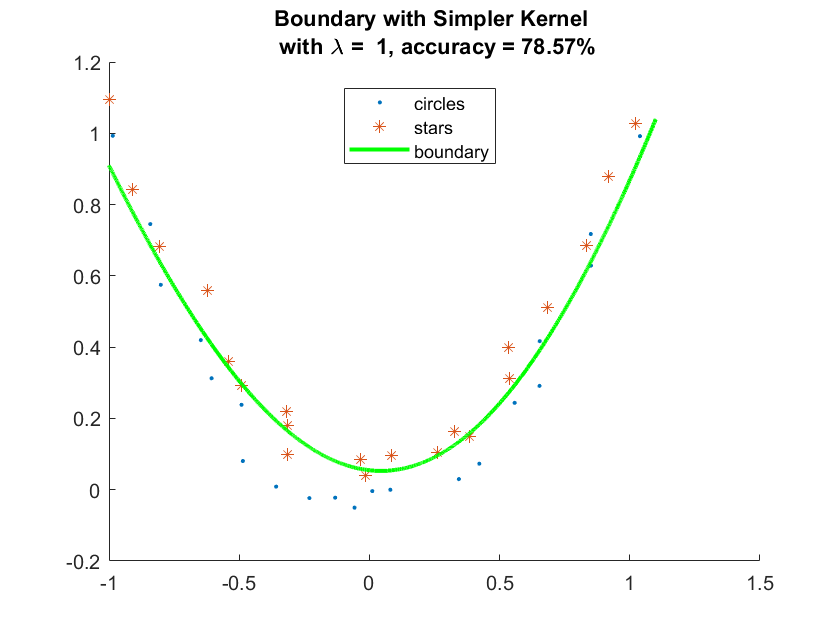 Boundary with Simpler Kernel
with λ = 1, accuracy = 78.57%
1.2
1
0.8
0.6
0.4
0.2
0
-0.2
circles
stars
boundary
-1
-0.5
0
0.5
1
1.5